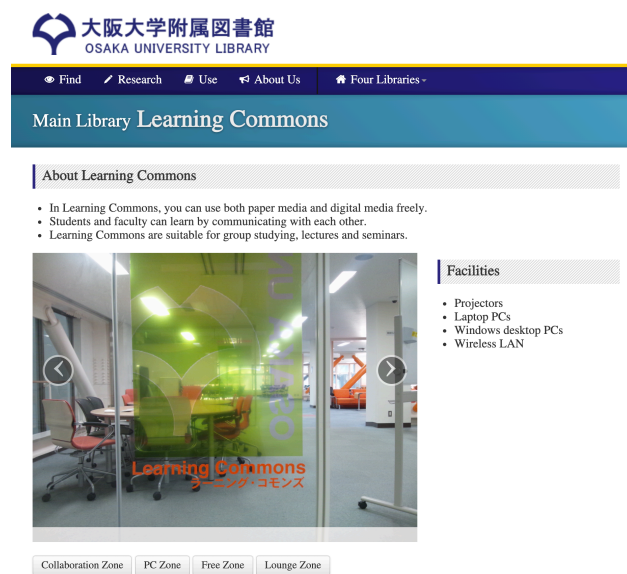 大阪大学附属図書館
OSAKA UNIVERSITY LIBRARY
Find Research Use About Us Four Libraries
Main Library Learning Commons
About Learning Commons
In Learning Commons, you can use both paper media and digital media freely.
Students and faculty can learn by communicating with each other.
Learning Commons are suitable for group studying, lectures and seminars.
Learning Commons
ラーニング・コモンズ
Facilities
Projectors
Laptop PCs
Windows desktop PCs
Wireless LAN
Collaboration Zone PC Zone Free Zone Lounge Zone